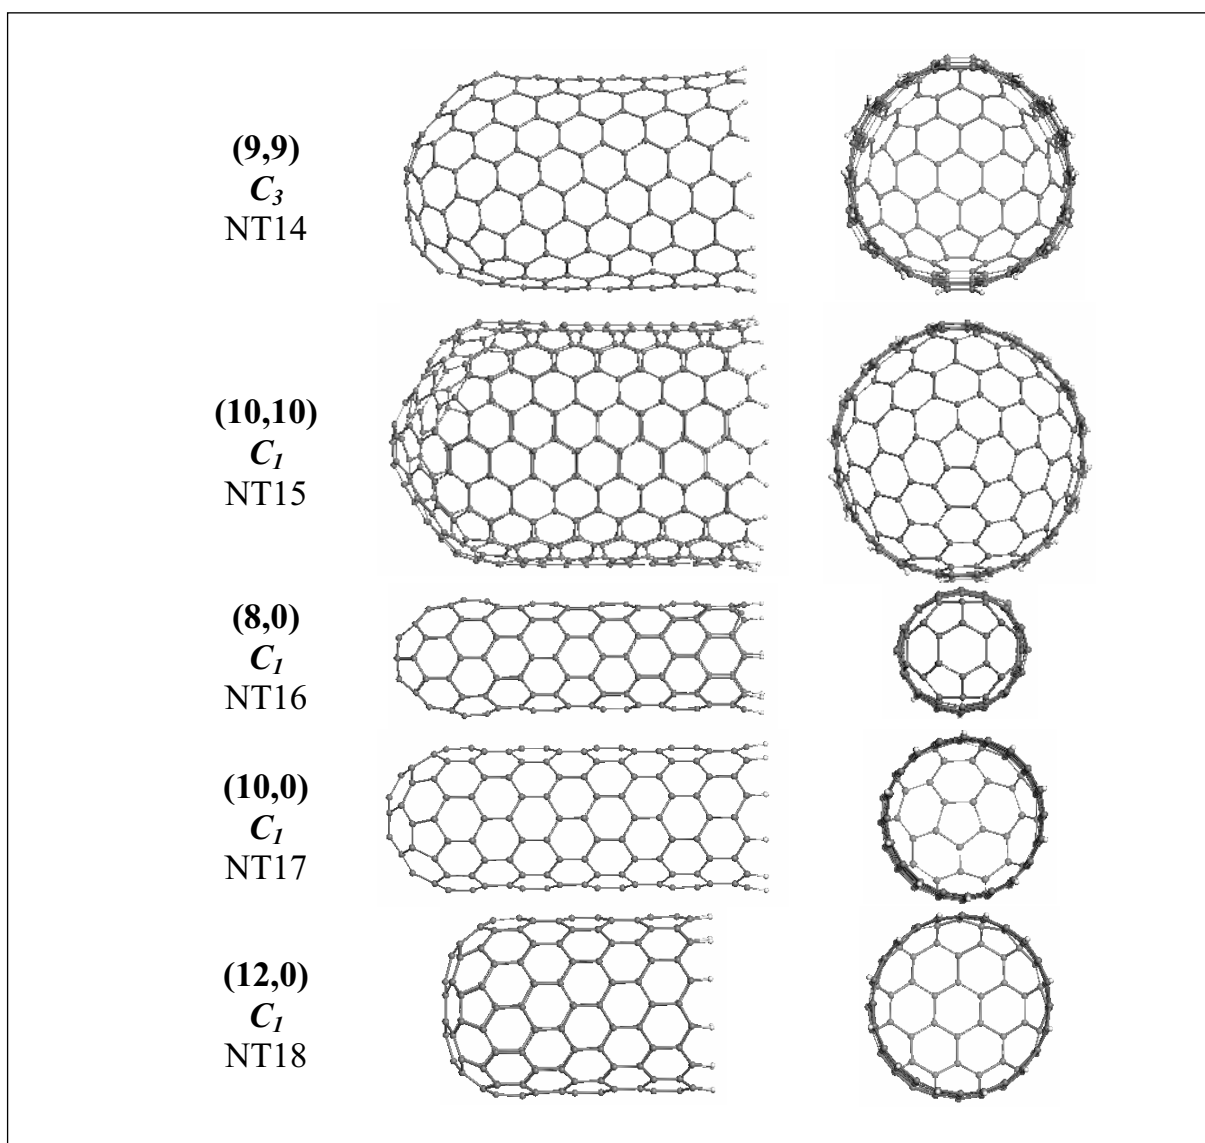 (9,9)
C3
NT14
(10,10)
C1
NT15
(8,0)
C1
NT16
(10,0)
C1
NT17
(12,0)
C1
NT18